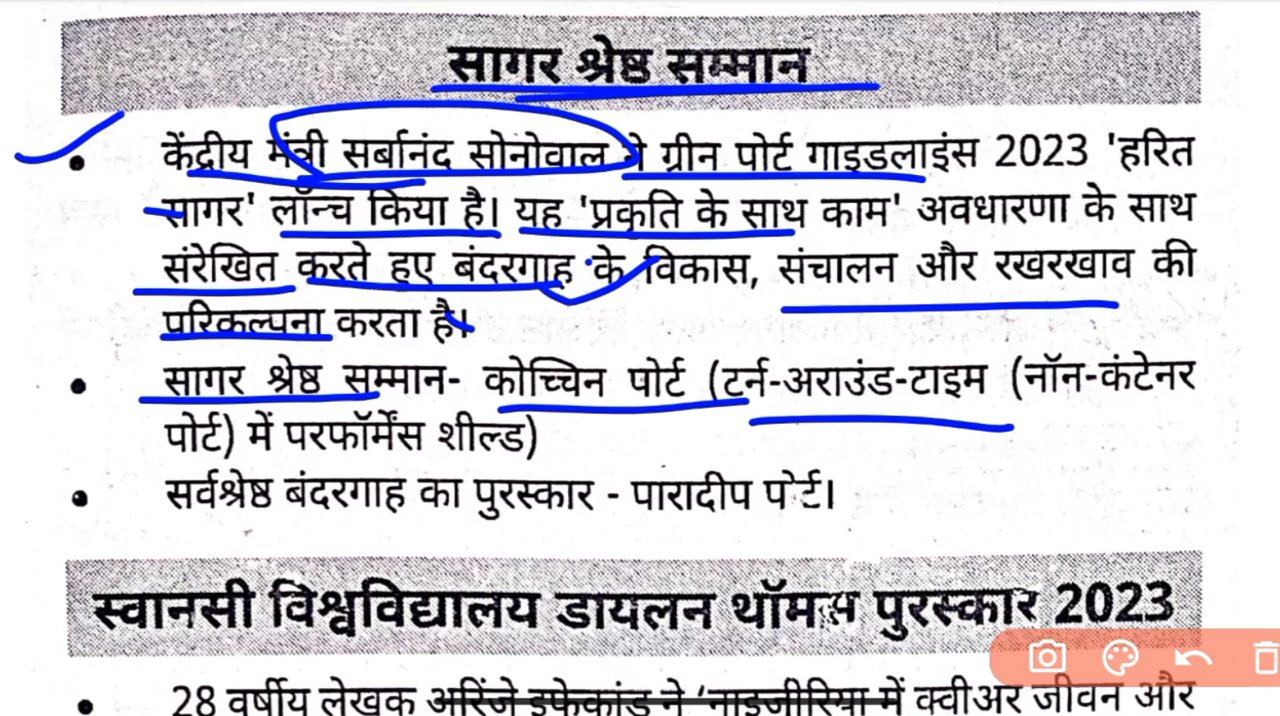 सागर श्रेष्ठ सम्मान
• केंद्रीय मंत्री सर्बानंद सोनोवाल ने ग्रीन पोर्ट गाइडलाइंस 2023 'हरित
सागर' लॉन्च किया है। यह 'प्रकृति के साथ काम' अवधारणा के साथ
संरेखित करते हुए बंदरगाह के विकास, संचालन और रखरखाव की
परिकल्पना करता है।
• सागर श्रेष्ठ सम्मान- कोच्चिन पोर्ट (टर्न-अराउंड-टाइम (नॉन-कंटेनर
पोर्ट) में परफॉर्मेंस शील्ड)
• सर्वश्रेष्ठ बंदरगाह का पुरस्कार - पारादीप पोर्ट।
स्वानसी विश्वविद्यालय डायलन थॉमस पुरस्कार 2023
• 28 वर्षीय लेखक अरिंजे इफेकांड ने 'नाइजीरिया में क्वीअर जीवन और